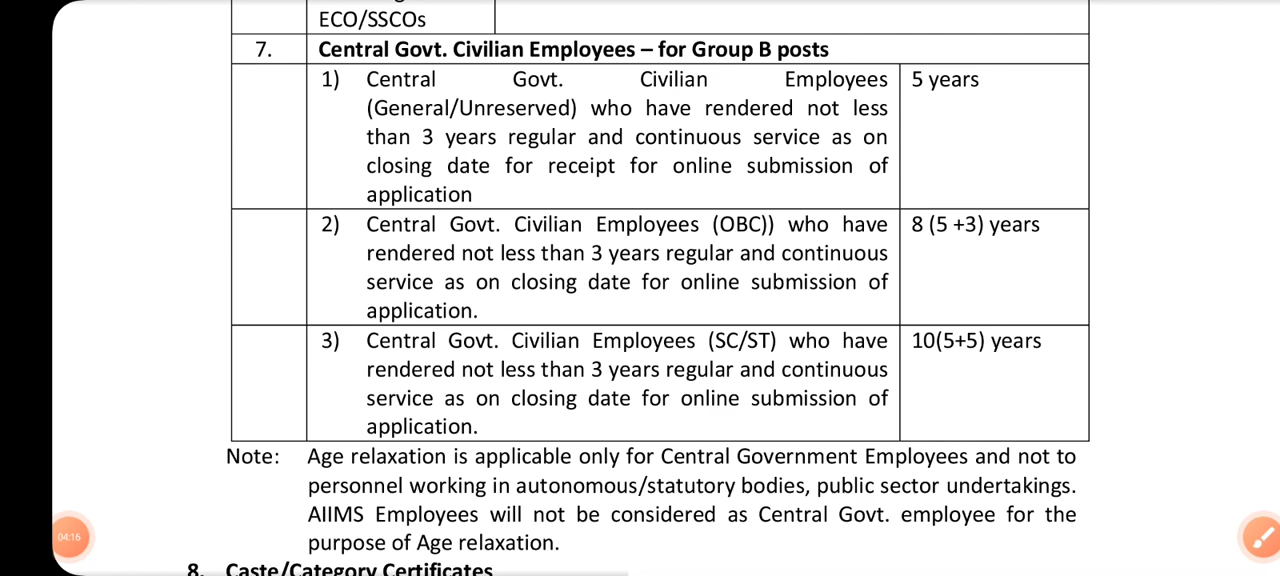 ECO/SSCOs
7. Central Govt. Civilian Employees – for Group B posts
1) Central Govt. Civilian Employees 5 years
(General/Unreserved) who have rendered not less
than 3 years regular and continuous service as on
closing date for receipt for online submission of
application
2) Central Govt. Civilian Employees (OBC)) who have 8 (5 +3) years
rendered not less than 3 years regular and continuous
service as on closing date for online submission of
application.
3) Central Govt. Civilian Employees (SC/ST) who have 10(5+5) years
rendered not less than 3 years regular and continuous
service as on closing date for online submission of
application.
Note: Age relaxation is applicable only for Central Government Employees and not to
personnel working in autonomous/statutory bodies, public sector undertakings.
AIIMS Employees will not be considered as Central Govt. employee for the
purpose of Age relaxation.
04:16
8. Caste/Category Certificates